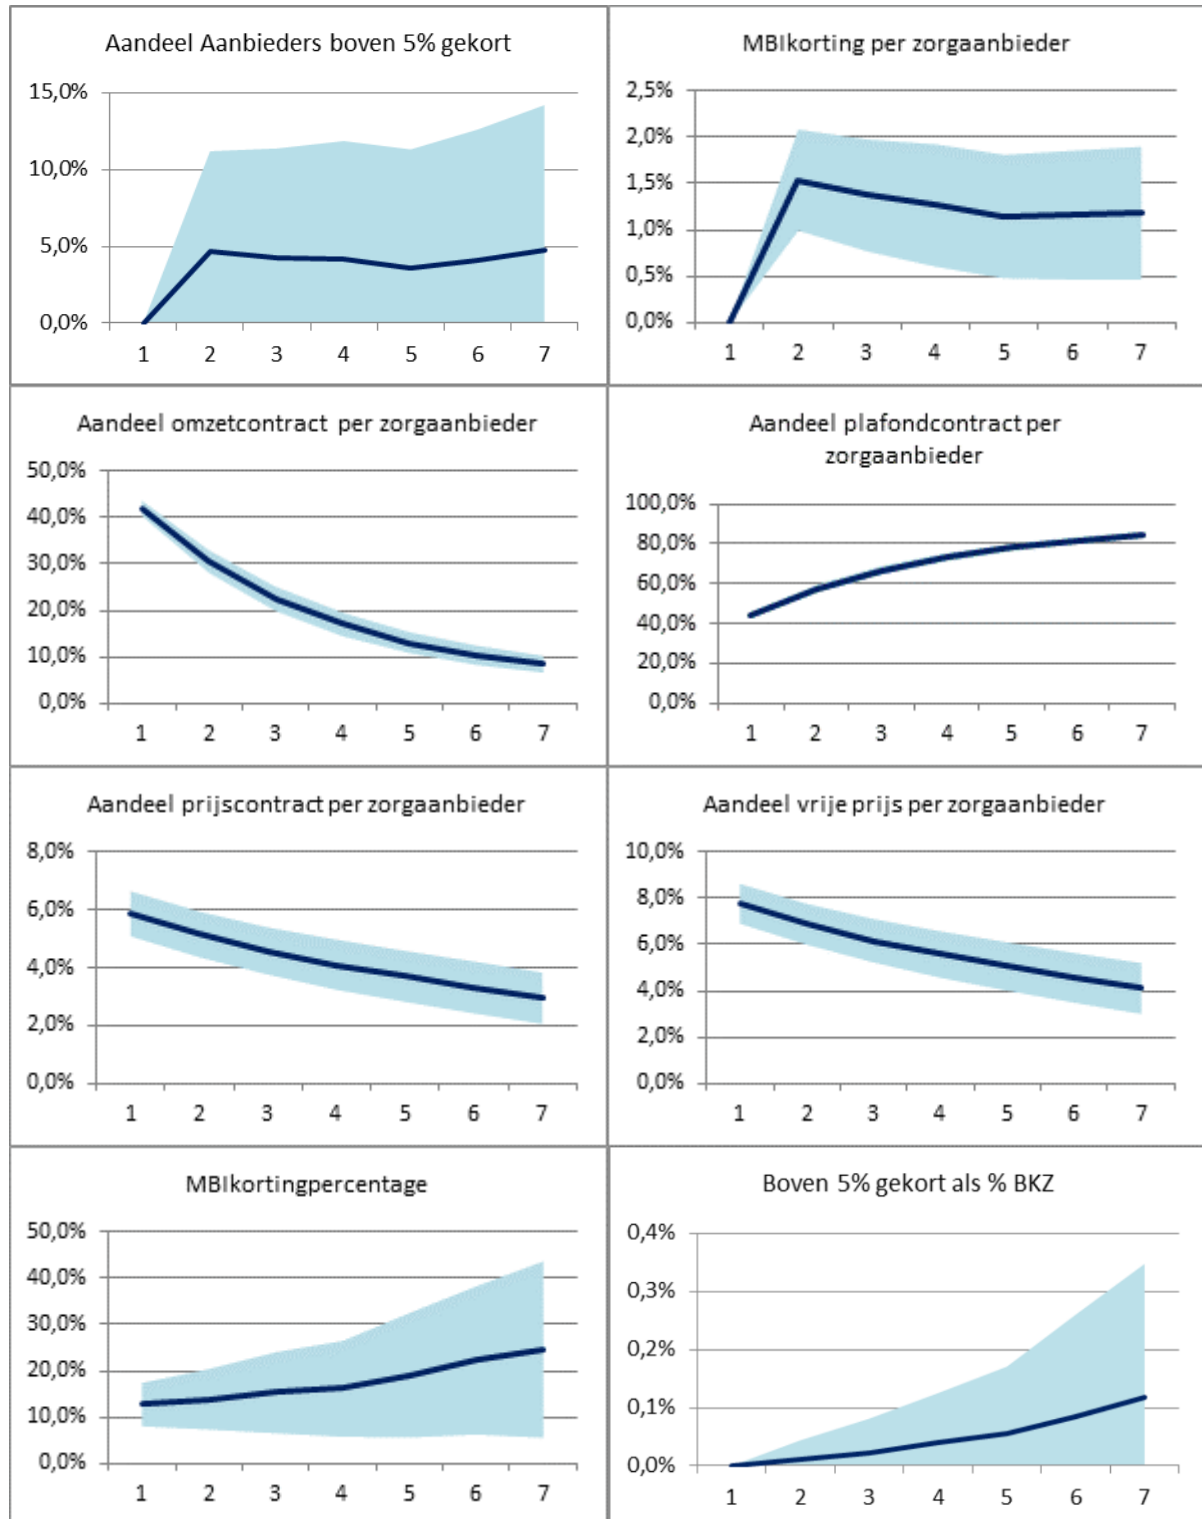 Aandeel Aanbieders boven 5% gekort
15,0%
10,0%
5,0%
0,0%
1 2 3 4 5 6 7
MBIkorting per zorgaanbieder
2,5%
2,0%
1,5%
1,0%
0,5%
0,0%
1 2 3 4 5 6 7
Aandeel omzetcontract per zorgaanbieder
50,0%
40,0%
30,0%
20,0%
10,0%
0,0%
1 2 3 4 5 6 7
Aandeel plafondcontract per
zorgaanbieder
100,0%
80,0%
60,0%
40,0%
20,0%
0,0%
1 2 3 4 5 6 7
Aandeel prijscontract per zorgaanbieder
8,0%
6,0%
4,0%
2,0%
0,0%
1 2 3 4 5 6 7
Aandeel vrije prijs per zorgaanbieder
10,0%
8,0%
6,0%
4,0%
2,0%
0,0%
1 2 3 4 5 6 7
MBIkortingpercentage
50,0%
40,0%
30,0%
20,0%
10,0%
0,0%
1 2 3 4 5 6 7
Boven 5% gekort als % BKZ
0,4%
0,3%
0,2%
0,1%
0,0%
1 2 3 4 5 6 7